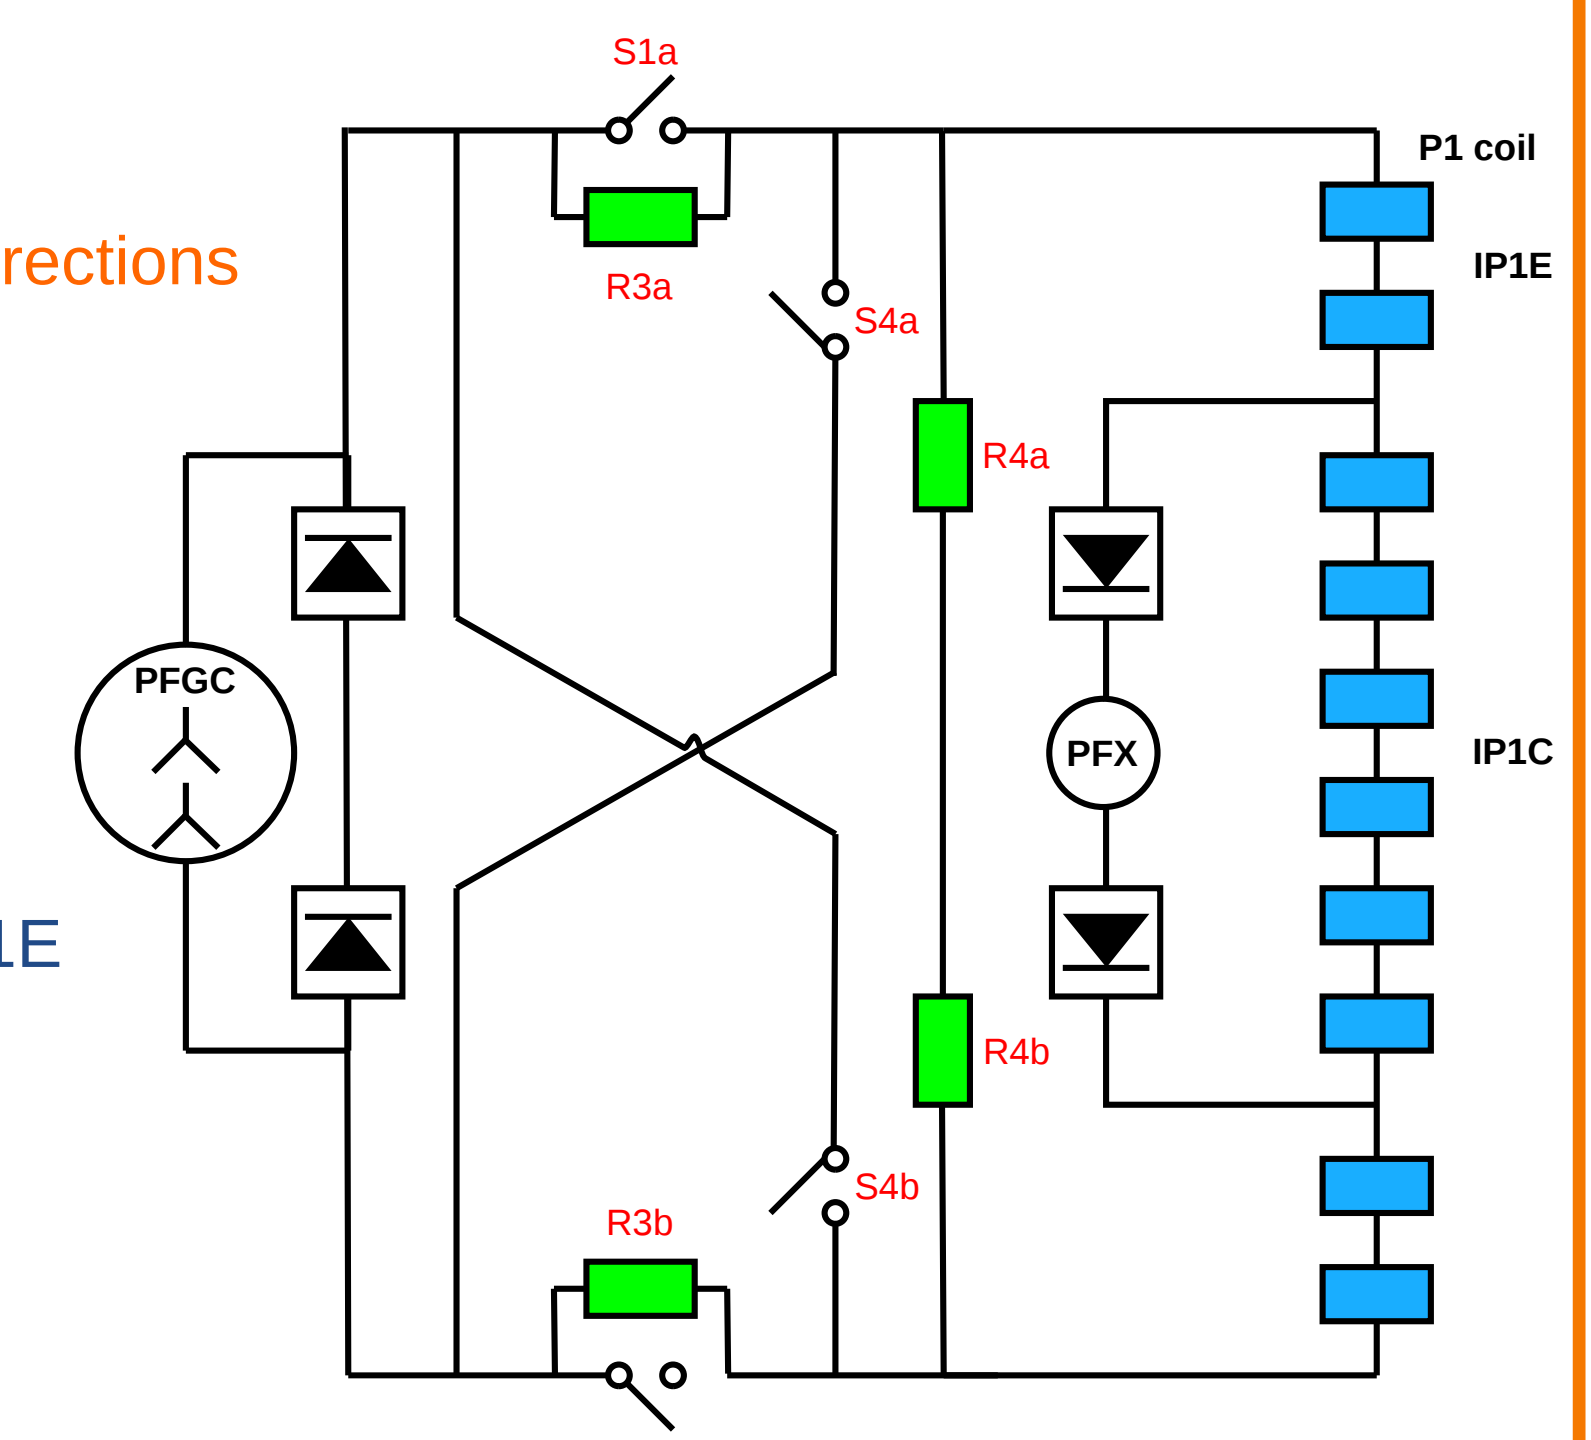 S1a
P1 coil
rections
IP1E
R3a
S4a
R4a
PFGC
PFX
IP1C
1E
R4b
S4b
R3b